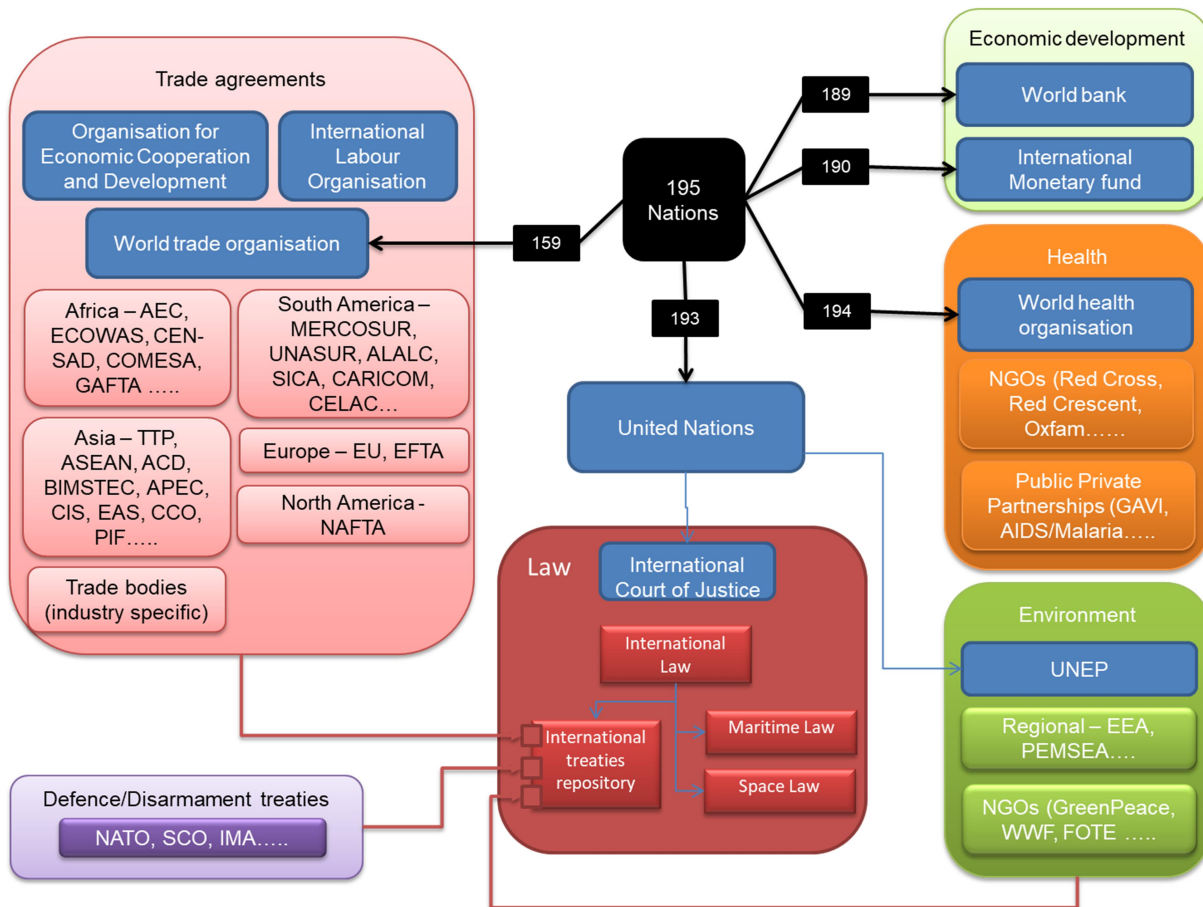 Trade agreements
Organisation for
Economic Cooperation
and Development
International
Labour
Organisation
World trade organisation
Africa – AEC,
ECOWAS, CEN-
SAD, COMESA,
GAFTA …..
South America –
MERCOSUR,
UNASUR, ALALC,
SICA, CARICOM,
CELAC…
Asia – TTP,
ASEAN, ACD,
BIMSTEC, APEC,
CIS, EAS, CCO,
PIF…..
Europe – EU, EFTA
North America -
NAFTA
Trade bodies
(industry specific)
195
Nations
159
193
189
190
194
Economic development
World bank
International
Monetary fund
Health
World health
organisation
NGOs (Red Cross,
Red Crescent,
Oxfam……
Public Private
Partnerships (GAVI,
AIDS/Malaria…..
United Nations
Law
International
Court of Justice
International
Law
International
treaties
repository
Maritime Law
Space Law
Environment
UNEP
Regional – EEA,
PEMSEA….
NGOs (GreenPeace,
WWF, FOTE …..
Defence/Disarmament treaties
NATO, SCO, IMA…..